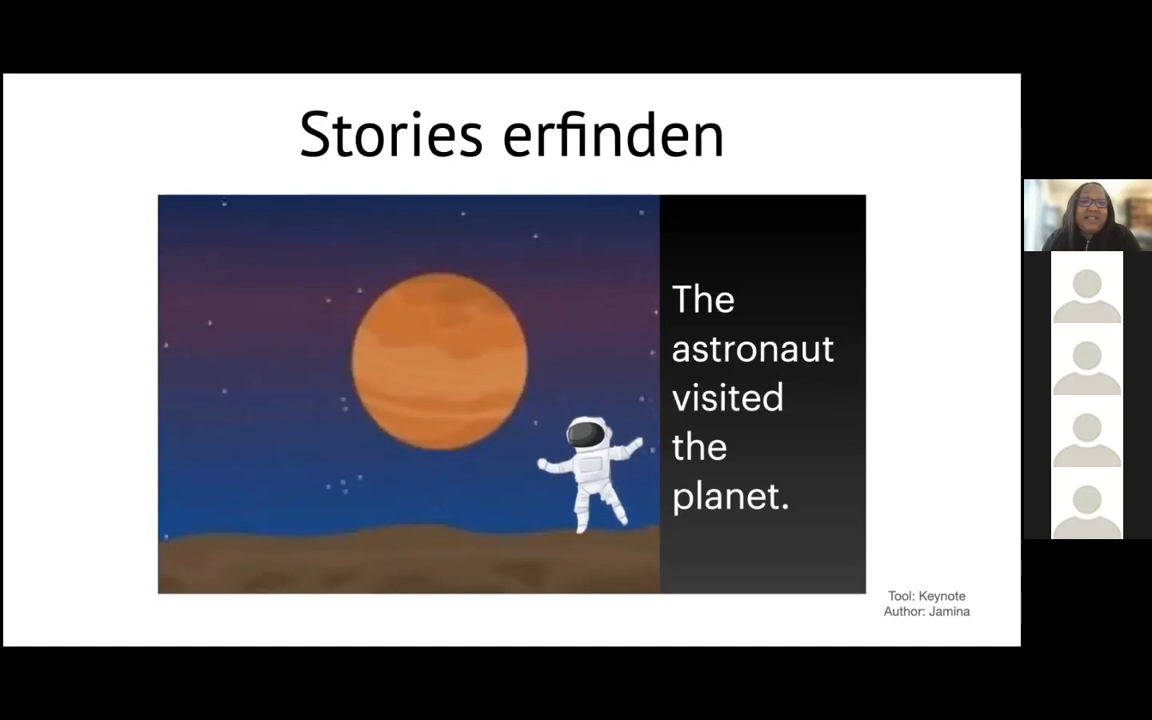 Stories erfinden
The
astronaut
visited
the
planet.
Tool: Keynote
Author: Jamina